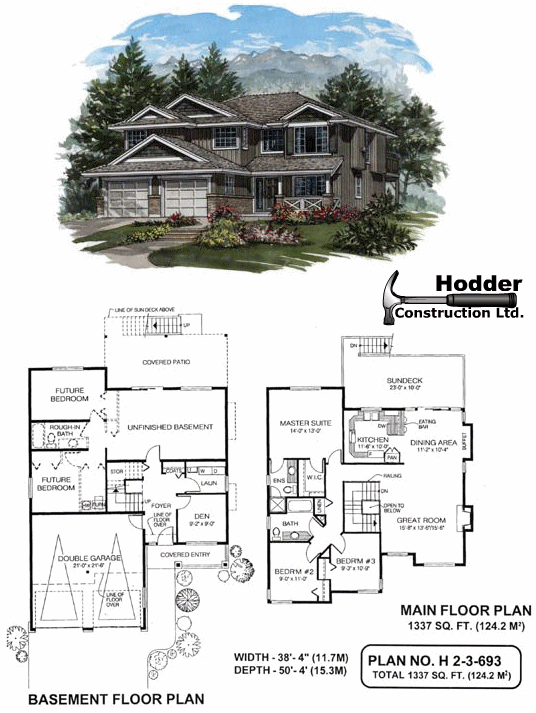 Hodder
Construction Ltd.
LINE OF SUN DECK ABOVE
UP
COVERED PATIO
FUTURE
BEDROOM
UNFINISHED BASEMENT
ROUGH-IN
BATH
FUTURE
BEDROOM
STOR
COATS
W D
LAUN
FURN
UP
FOYER
LINE OF
FLOOR
OVER
DEN
9'-2" x 9'-0"
DOUBLE GARAGE
21'-0" x 21'-6"
LINE OF
FLOOR
OVER
COVERED ENTRY
BASEMENT FLOOR PLAN
DN
SUNDECK
23'-0" x 10'-0"
MASTER SUITE
14'-0" x 13'-0"
EATING
BAR
DW
KITCHEN
11'-6" x 10'-0"
F
PAN
DINING AREA
11'-2" x 10'-4"
BUFFET
ENS
W.I.C.
RAILING
LINEN
DN
OPEN TO
BELOW
BATH
GREAT ROOM
15'-8" x 13'-6"/15'-6"
BEDRM #2
9'-0" x 11'-0"
BEDRM #3
9'-3" x 10'-9"
MAIN FLOOR PLAN
1337 SQ. FT. (124.2 M²)
WIDTH - 38'- 4" (11.7M)
DEPTH - 50'- 4' (15.3M)
PLAN NO. H 2-3-693
TOTAL 1337 SQ. FT. (124.2 M²)